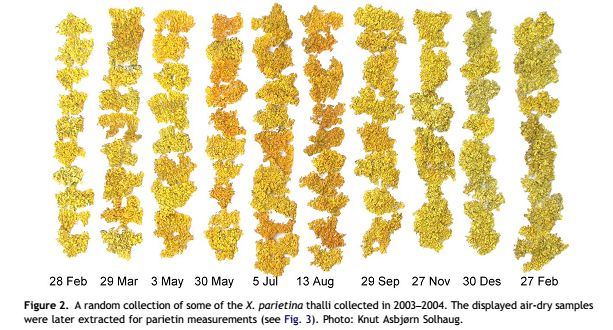 28 Feb 29 Mar 3 May 30 May 5 Jul 13 Aug 29 Sep 27 Nov 30 Des 27 Feb
Figure 2. A random collection of some of the X. parietina thalli collected in 2003–2004. The displayed air-dry samples
were later extracted for parietin measurements (see Fig. 3). Photo: Knut Asbjørn Solhaug.